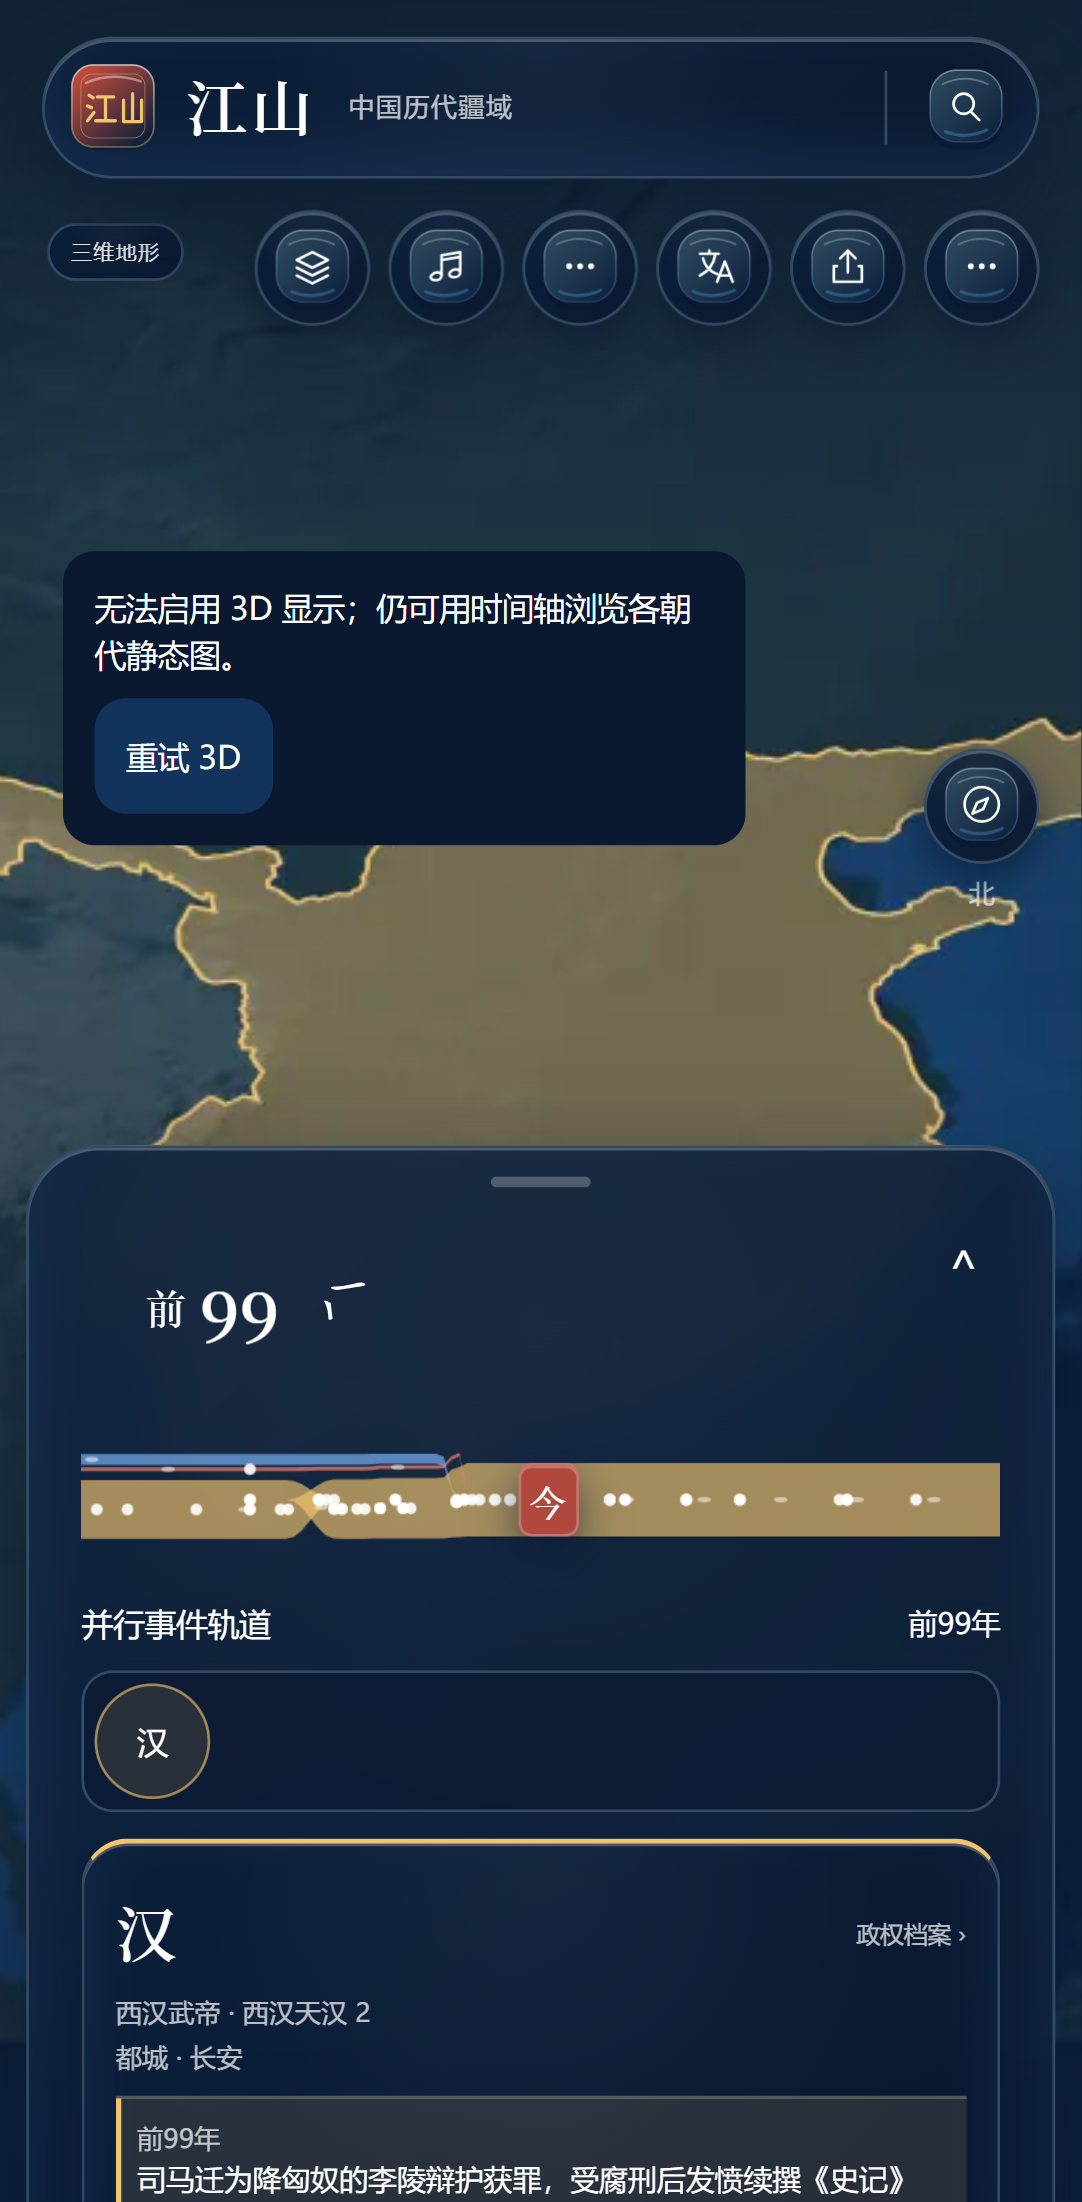 江山
江山 中国历代疆域
三维地形
文A
无法启用 3D 显示；仍可用时间轴浏览各朝
代静态图。
重试 3D
北
^
前 99
今
并行事件轨道 前99年
汉
汉 政权档案 ›
西汉武帝 · 西汉天汉 2
都城 · 长安
前99年
司马迁为降匈奴的李陵辩护获罪，受腐刑后发愤续撰《史记》